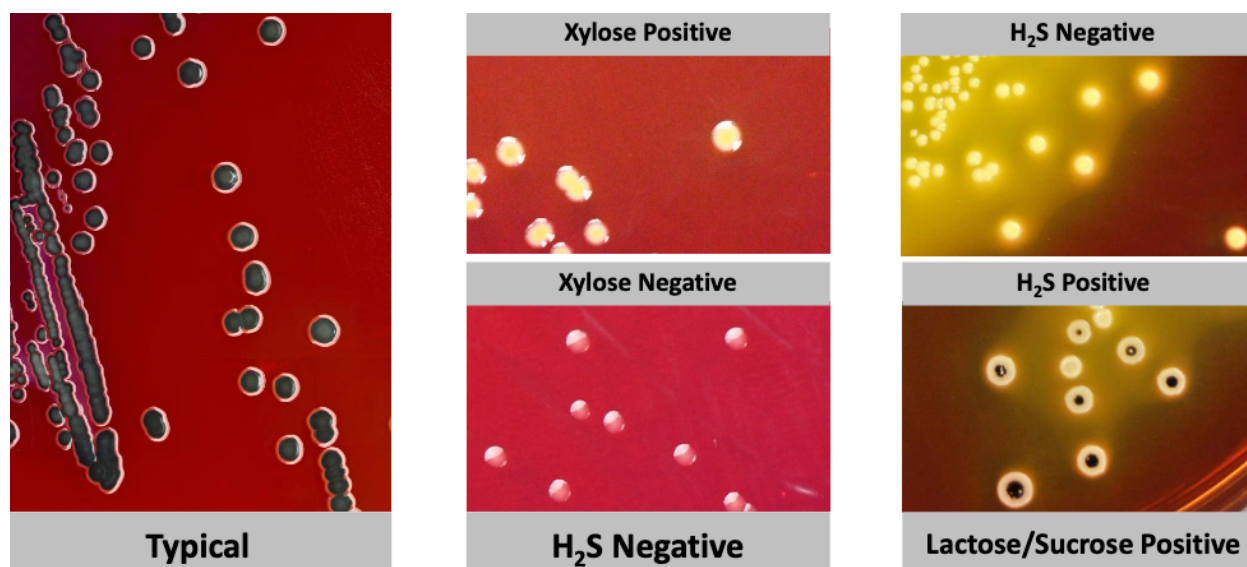 Xylose Positive
H₂S Negative
Xylose Negative
H₂S Positive
Typical
H₂S Negative
Lactose/Sucrose Positive